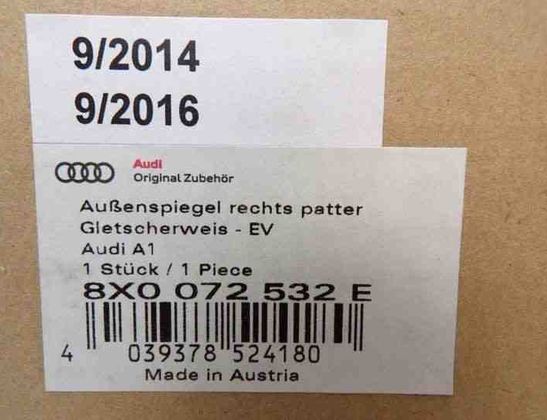 9/2014
9/2016
Audi
Original Zubehör
Außenspiegel rechts patter
Gletscherweis - EV
Audi A1
1 Stück / 1 Piece
8X0 072 532 E
4 039378 524180
Made in Austria